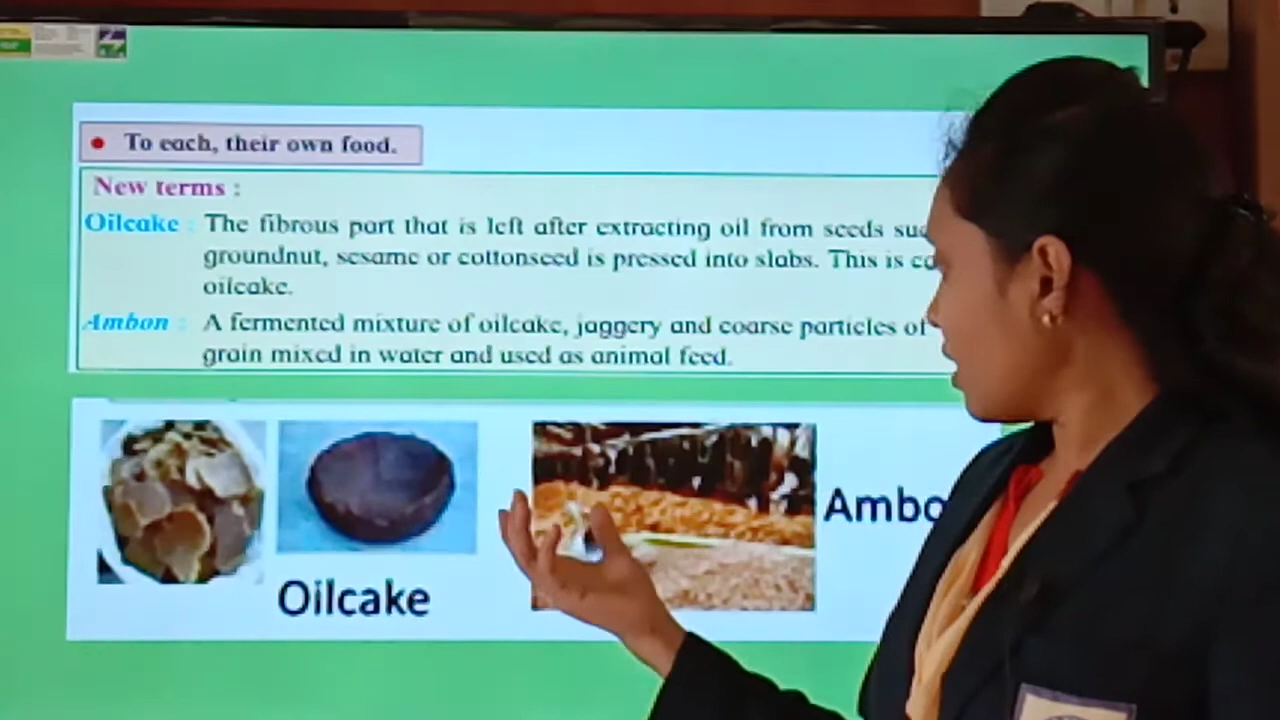 To each, their own food.
New terms :
Oilcake : The fibrous part that is left after extracting oil from seeds
groundnut, sesame or cottonseed is pressed into slabs. This is
oilcake.
Ambon : A fermented mixture of oilcake, jaggery and coarse particles of
grain mixed in water and used as animal feed.
Oilcake
Ambo